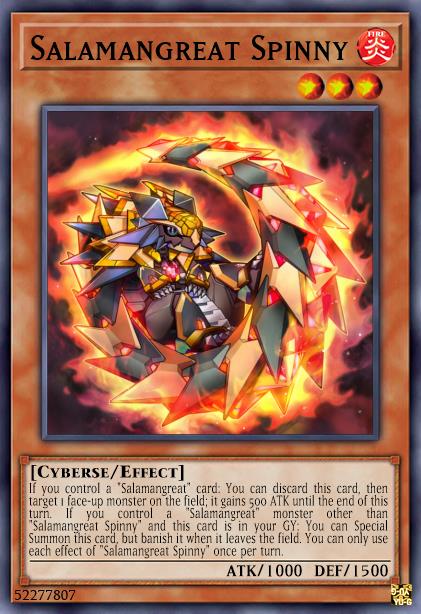 Salamangreat Spinny
FIRE
炎
[Cyberse/Effect]
If you control a "Salamangreat" card: You can discard this card, then
target 1 face-up monster on the field; it gains 500 ATK until the end of this
turn. If you control a "Salamangreat" monster other than
"Salamangreat Spinny" and this card is in your GY: You can Special
Summon this card, but banish it when it leaves the field. You can only use
each effect of "Salamangreat Spinny" once per turn.
ATK/1000 DEF/1500
52277807